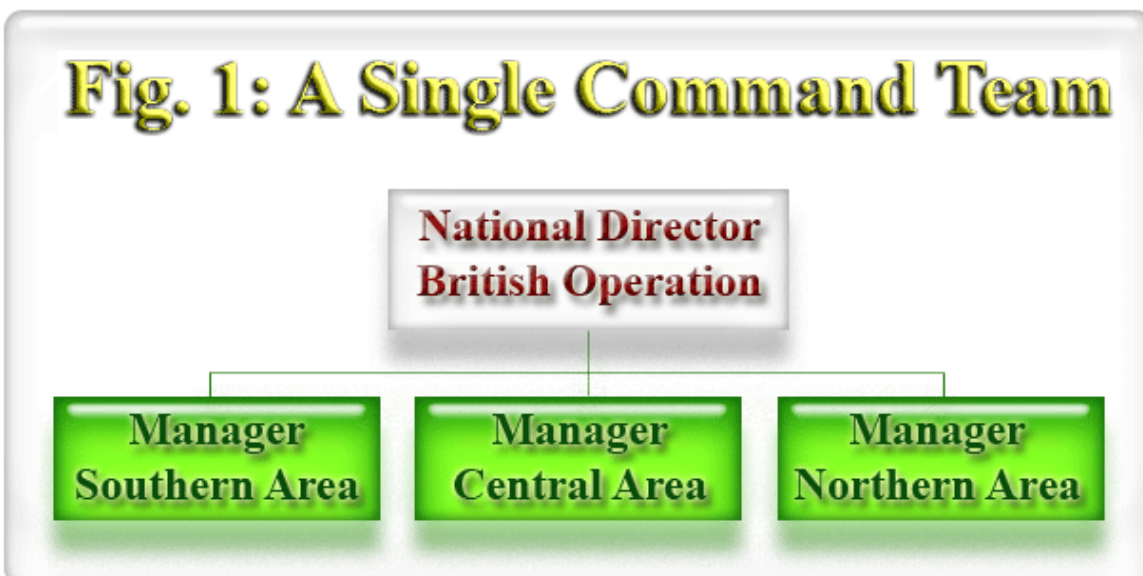 Fig. 1: A Single Command Team
National Director
British Operation
Manager
Southern Area
Manager
Central Area
Manager
Northern Area